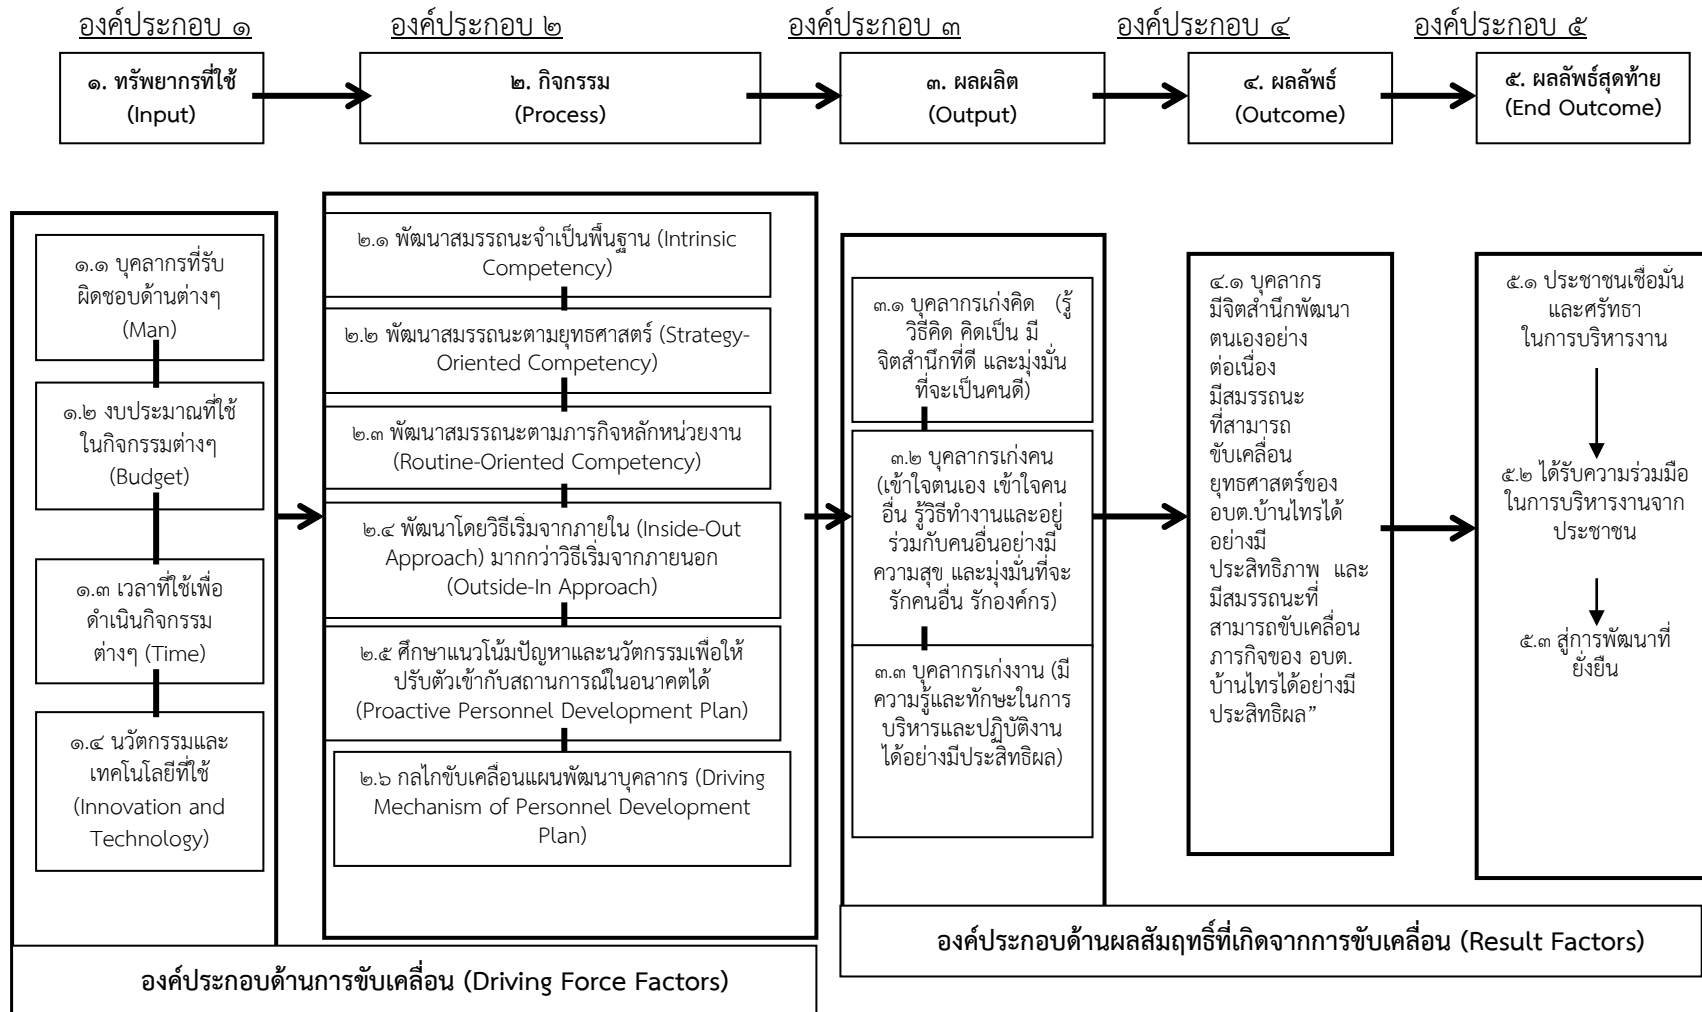 องค์ประกอบ ๑
องค์ประกอบ ๒
องค์ประกอบ ๓
องค์ประกอบ ๔
องค์ประกอบ ๕
๑. ทรัพยากรที่ใช้
(Input)
๒. กิจกรรม
(Process)
๓. ผลผลิต
(Output)
๔. ผลลัพธ์
(Outcome)
๕. ผลลัพธ์สุดท้าย
(End Outcome)
๑.๑ บุคลากรที่รับ
ผิดชอบด้านต่างๆ
(Man)
๑.๒ งบประมาณที่ใช้
ในกิจกรรมต่างๆ
(Budget)
๑.๓ เวลาที่ใช้เพื่อ
ดำเนินกิจกรรม
ต่างๆ (Time)
๑.๔ นวัตกรรมและ
เทคโนโลยีที่ใช้
(Innovation and
Technology)
๒.๑ พัฒนาสมรรถนะจำเป็นพื้นฐาน (Intrinsic
Competency)
๒.๒ พัฒนาสมรรถนะตามยุทธศาสตร์ (Strategy-
Oriented Competency)
๒.๓ พัฒนาสมรรถนะตามภารกิจหลักหน่วยงาน
(Routine-Oriented Competency)
๒.๔ พัฒนาโดยวิธีเริ่มจากภายใน (Inside-Out
Approach) มากกว่าวิธีเริ่มจากภายนอก
(Outside-In Approach)
๒.๕ ศึกษาแนวโน้มปัญหาและนวัตกรรมเพื่อให้
ปรับตัวเข้ากับสถานการณ์ในอนาคตได้
(Proactive Personnel Development Plan)
๒.๖ กลไกขับเคลื่อนแผนพัฒนาบุคลากร (Driving
Mechanism of Personnel Development
Plan)
๓.๑ บุคลากรเก่งคิด (รู้
วิธีคิด คิดเป็น มี
จิตสำนึกที่ดี และมุ่งมั่น
ที่จะเป็นคนดี)
๓.๒ บุคลากรเก่งคน
(เข้าใจตนเอง เข้าใจคน
อื่น รู้วิธีทำงานและอยู่
ร่วมกับคนอื่นอย่างมี
ความสุข และมุ่งมั่นที่จะ
รักคนอื่น รักองค์กร)
๓.๓ บุคลากรเก่งงาน (มี
ความรู้และทักษะในการ
บริหารและปฏิบัติงาน
ได้อย่างมีประสิทธิผล)
๔.๑ บุคลากร
มีจิตสำนึกพัฒนา
ตนเองอย่าง
ต่อเนื่อง
มีสมรรถนะ
ที่สามารถ
ขับเคลื่อน
ยุทธศาสตร์ของ
อบต.บ้านไทรได้
อย่างมี
ประสิทธิภาพ และ
มีสมรรถนะที่
สามารถขับเคลื่อน
ภารกิจของ อบต.
บ้านไทรได้อย่างมี
ประสิทธิผล”
๕.๑ ประชาชนเชื่อมั่น
และศรัทธา
ในการบริหารงาน
๕.๒ ได้รับความร่วมมือ
ในการบริหารงานจาก
ประชาชน
๕.๓ สู่การพัฒนาที่
ยั่งยืน
องค์ประกอบด้านการขับเคลื่อน (Driving Force Factors)
องค์ประกอบด้านผลสัมฤทธิ์ที่เกิดจากการขับเคลื่อน (Result Factors)